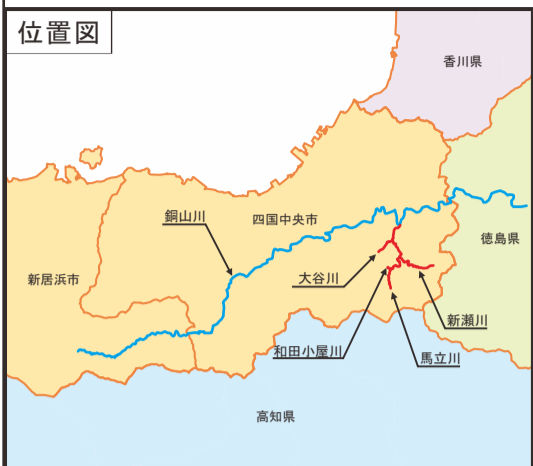 位置図
香川県
銅山川
四国中央市
徳島県
新居浜市
大谷川
新瀬川
和田小屋川
馬立川
高知県